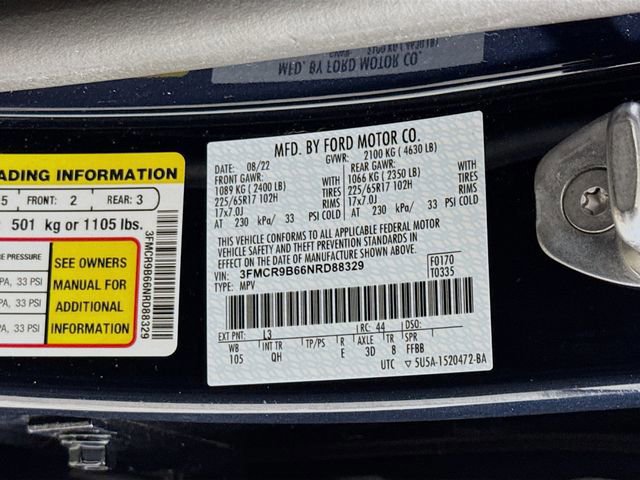 GVWR: 2100 KG ( 4630 LB)
MFD. BY FORD MOTOR CO.
ADING INFORMATION
5 FRONT: 2 REAR: 3
501 kg or 1105 lbs.
PRESSURE
PA, 33 PSI
PA, 33 PSI
PA, 33 PSI
SEE OWNERS
MANUAL FOR
ADDITIONAL
INFORMATION
3FMCR9B66NRD88329
MFD. BY FORD MOTOR CO.
DATE: 08/22 GVWR: 2100 KG ( 4630 LB)
FRONT GAWR: REAR GAWR:
1089 KG ( 2400 LB) WITH 1066 KG ( 2350 LB) WITH
225/65R17 102H TIRES 225/65R17 102H TIRES
17x7.0J RIMS 17x7.0J RIMS
AT 230 kPa/ 33 PSI COLD AT 230 kPa/ 33 PSI COLD
THIS VEHICLE CONFORMS TO ALL APPLICABLE FEDERAL MOTOR
VEHICLE SAFETY AND THEFT PREVENTION STANDARDS IN
EFFECT ON THE DATE OF MANUFACTURE SHOWN ABOVE.
VIN: 3FMCR9B66NRD88329 F0170
TYPE: MPV T0335
EXT PNT: L3 RC: 44 DSO:
WB INT TR TP/PS R AXLE TR SPR
105 QH E 3D 8 FFBB
UTC ▽ 5U5A-1520472-BA